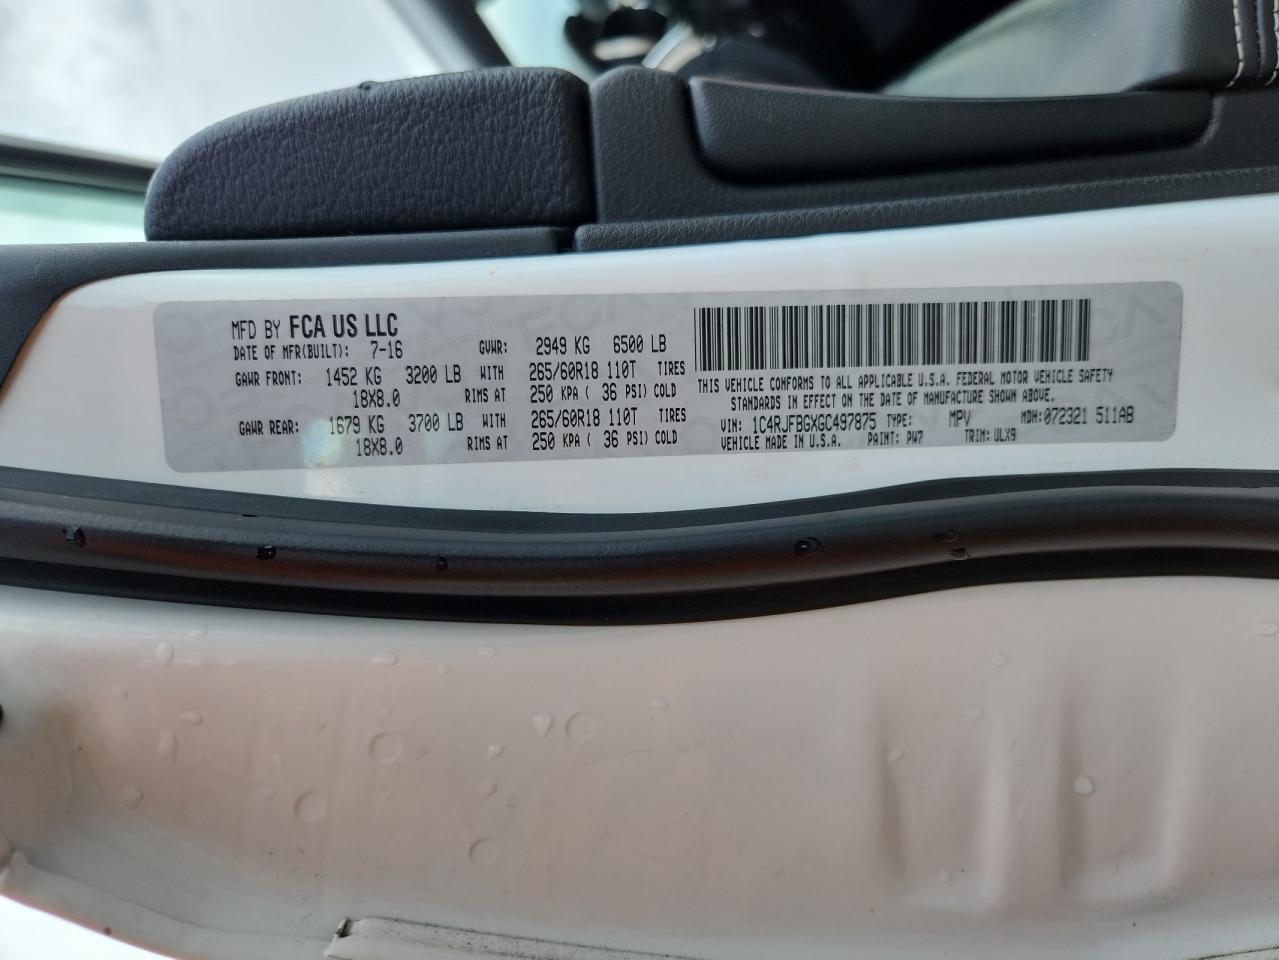 MFD BY FCA US LLC
DATE OF MFR(BUILT): 7-16 GVWR: 2949 KG 6500 LB
GAWR FRONT: 1452 KG 3200 LB WITH 265/60R18 110T TIRES
18X8.0 RIMS AT 250 KPA ( 36 PSI) COLD
GAWR REAR: 1679 KG 3700 LB WITH 265/60R18 110T TIRES
18X8.0 RIMS AT 250 KPA ( 36 PSI) COLD
THIS VEHICLE CONFORMS TO ALL APPLICABLE U.S.A. FEDERAL MOTOR VEHICLE SAFETY
STANDARDS IN EFFECT ON THE DATE OF MANUFACTURE SHOWN ABOVE.
VIN: 1C4RJFBGXGC497875 TYPE: MPV MDH: 072321 511AB
VEHICLE MADE IN U.S.A. PAINT: PW7 TRIM: ULX9